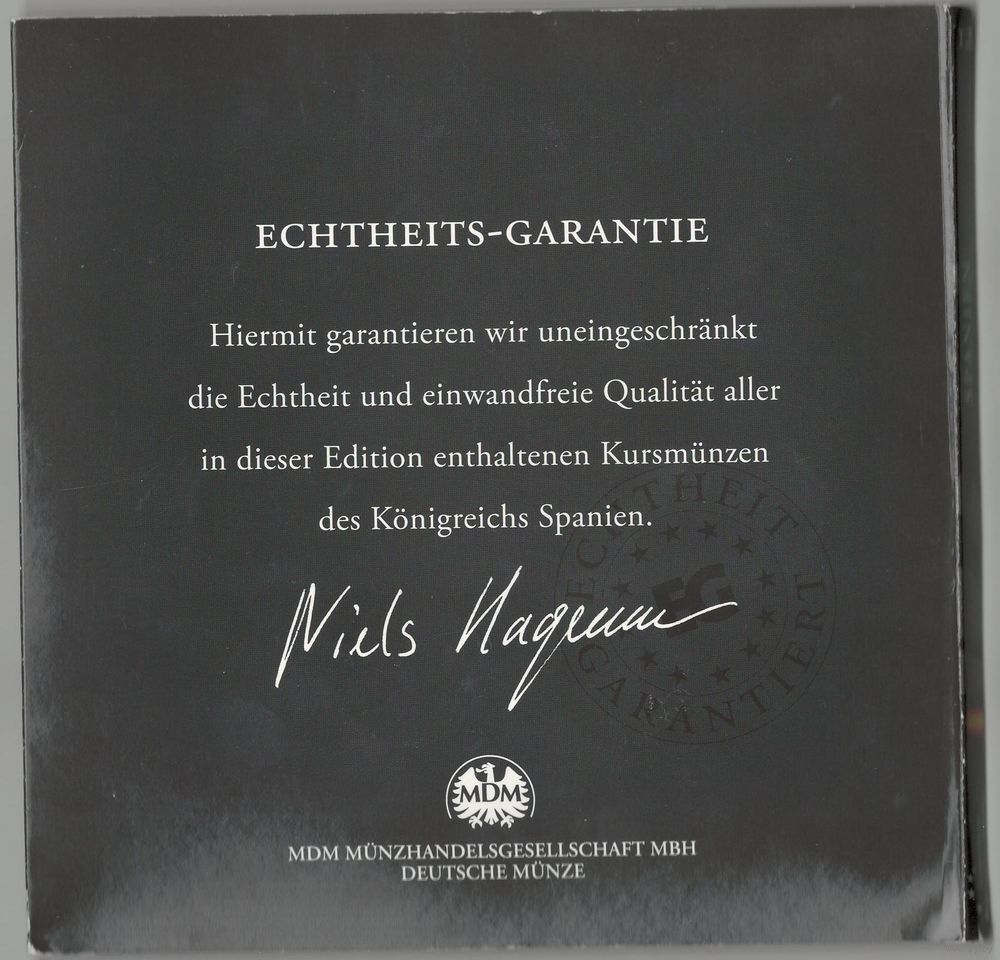 ECHTHEITS-GARANTIE
Hiermit garantieren wir uneingeschränkt
die Echtheit und einwandfreie Qualität aller
in dieser Edition enthaltenen Kursmünzen
des Königreichs Spanien.
ECHTHEIT GARANTIERT
EG
Niels
MDM
MDM MÜNZHANDELSGESELLSCHAFT MBH
DEUTSCHE MÜNZE